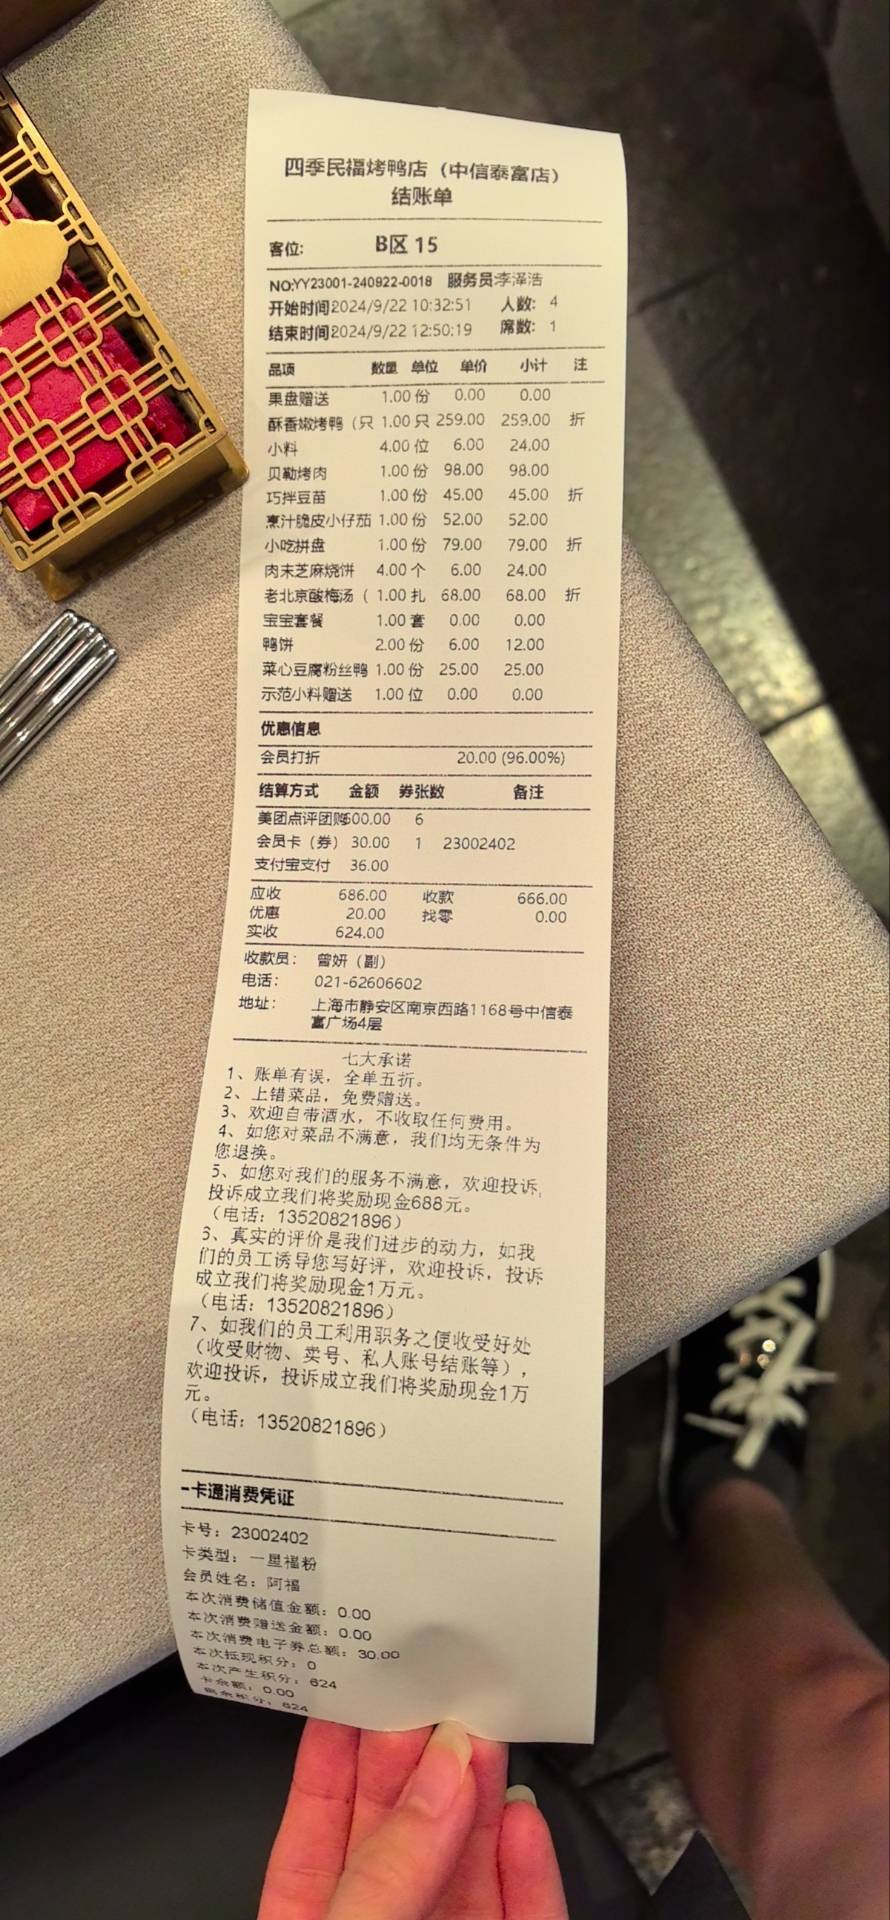 四季民福烤鸭店（中信泰富店）
结账单
客位: B区 15
NO:YY23001-240922-0018 服务员李泽浩
开始时间2024/9/22 10:32:51 人数: 4
结束时间2024/9/22 12:50:19 席数: 1
品项 数量 单位 单价 小计 注
果盘赠送 1.00 份 0.00 0.00
酥香嫩烤鸭（只 1.00 只 259.00 259.00 折
小料 4.00 位 6.00 24.00
贝勒烤肉 1.00 份 98.00 98.00
巧拌豆苗 1.00 份 45.00 45.00 折
烹汁脆皮小仔茄 1.00 份 52.00 52.00
小吃拼盘 1.00 份 79.00 79.00 折
肉末芝麻烧饼 4.00 个 6.00 24.00
老北京酸梅汤（ 1.00 扎 68.00 68.00 折
宝宝套餐 1.00 套 0.00 0.00
鸭饼 2.00 份 6.00 12.00
菜心豆腐粉丝鸭 1.00 份 25.00 25.00
示范小料赠送 1.00 位 0.00 0.00
优惠信息
会员打折 20.00 (96.00%)
结算方式 金额 券张数 备注
美团点评团购600.00 6
会员卡（券） 30.00 1 23002402
支付宝支付 36.00
应收 686.00 收款 666.00
优惠 20.00 找零 0.00
实收 624.00
收款员: 曾妍（副）
电话: 021-62606602
地址: 上海市静安区南京西路1168号中信泰
富广场4层
七大承诺
1、账单有误，全单五折。
2、上错菜品，免费赠送。
3、欢迎自带酒水，不收取任何费用。
4、如您对菜品不满意，我们均无条件为
您退换。
5、如您对我们的服务不满意，欢迎投诉，
投诉成立我们将奖励现金688元。
（电话：13520821896）
6、真实的评价是我们进步的动力，如我
们的员工诱导您写好评，欢迎投诉，投诉
成立我们将奖励现金1万元。
（电话：13520821896）
7、如我们的员工利用职务之便收受好处
（收受财物、卖号、私人账号结账等），
欢迎投诉，投诉成立我们将奖励现金1万
元。
（电话：13520821896）
一卡通消费凭证
卡号：23002402
卡类型：一星福粉
会员姓名：阿福
本次消费储值金额：0.00
本次消费赠送金额：0.00
本次消费电子券总额：30.00
本次抵现积分：0
本次产生积分：624
卡余额：0.00
剩余积分：624